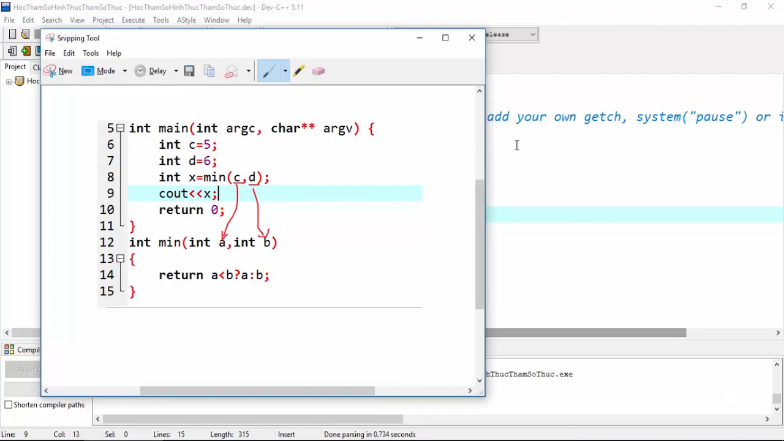 HocThamSoHinhThucThamSoThuc - [HocThamSoHinhThucThamSoThuc.dev] - Dev-C++ 5.11
File Edit Search View Project Execute Tools AStyle Window Help
Project
Hoc
Snipping Tool
File Edit Tools Help
New Mode Delay
5 int main(int argc, char** argv) {
6 int c=5;
7 int d=6;
8 int x=min(c,d);
9 cout<<x;
10 return 0;
11 }
12 int min(int a,int b)
13 {
14 return a<b?a:b;
15 }
elease
add your own getch, system("pause") or i
Compil
ThucThamSoThuc.exe
Shorten compiler paths
Line: 9 Col: 13 Sel: 0 Lines: 15 Length: 315 Insert Done parsing in 0.734 seconds